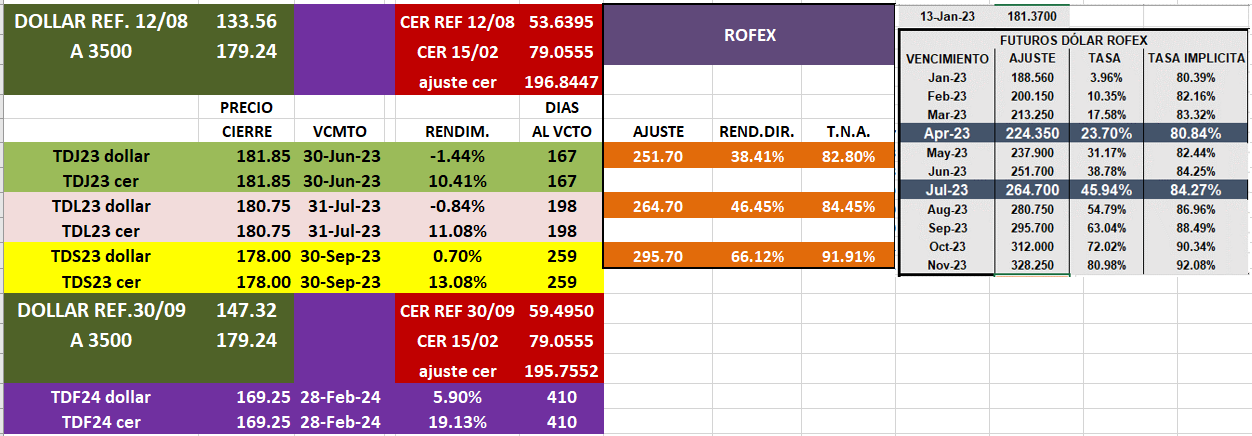 DOLLAR REF. 12/08 133.56 CER REF 12/08 53.6395
A 3500 179.24 CER 15/02 79.0555
ajuste cer 196.8447
PRECIO DIAS
CIERRE VCMTO RENDIM. AL VCTO
TDJ23 dollar 181.85 30-Jun-23 -1.44% 167
TDJ23 cer 181.85 30-Jun-23 10.41% 167
TDL23 dollar 180.75 31-Jul-23 -0.84% 198
TDL23 cer 180.75 31-Jul-23 11.08% 198
TDS23 dollar 178.00 30-Sep-23 0.70% 259
TDS23 cer 178.00 30-Sep-23 13.08% 259
DOLLAR REF.30/09 147.32 CER REF 30/09 59.4950
A 3500 179.24 CER 15/02 79.0555
ajuste cer 195.7552
TDF24 dollar 169.25 28-Feb-24 5.90% 410
TDF24 cer 169.25 28-Feb-24 19.13% 410
ROFEX
AJUSTE REND.DIR. T.N.A.
251.70 38.41% 82.80%
264.70 46.45% 84.45%
295.70 66.12% 91.91%
13-Jan-23 181.3700
FUTUROS DÓLAR ROFEX
VENCIMIENTO AJUSTE TASA TASA IMPLICITA
Jan-23 188.560 3.96% 80.39%
Feb-23 200.150 10.35% 82.16%
Mar-23 213.250 17.58% 83.32%
Apr-23 224.350 23.70% 80.84%
May-23 237.900 31.17% 82.44%
Jun-23 251.700 38.78% 84.25%
Jul-23 264.700 45.94% 84.27%
Aug-23 280.750 54.79% 86.96%
Sep-23 295.700 63.04% 88.49%
Oct-23 312.000 72.02% 90.34%
Nov-23 328.250 80.98% 92.08%